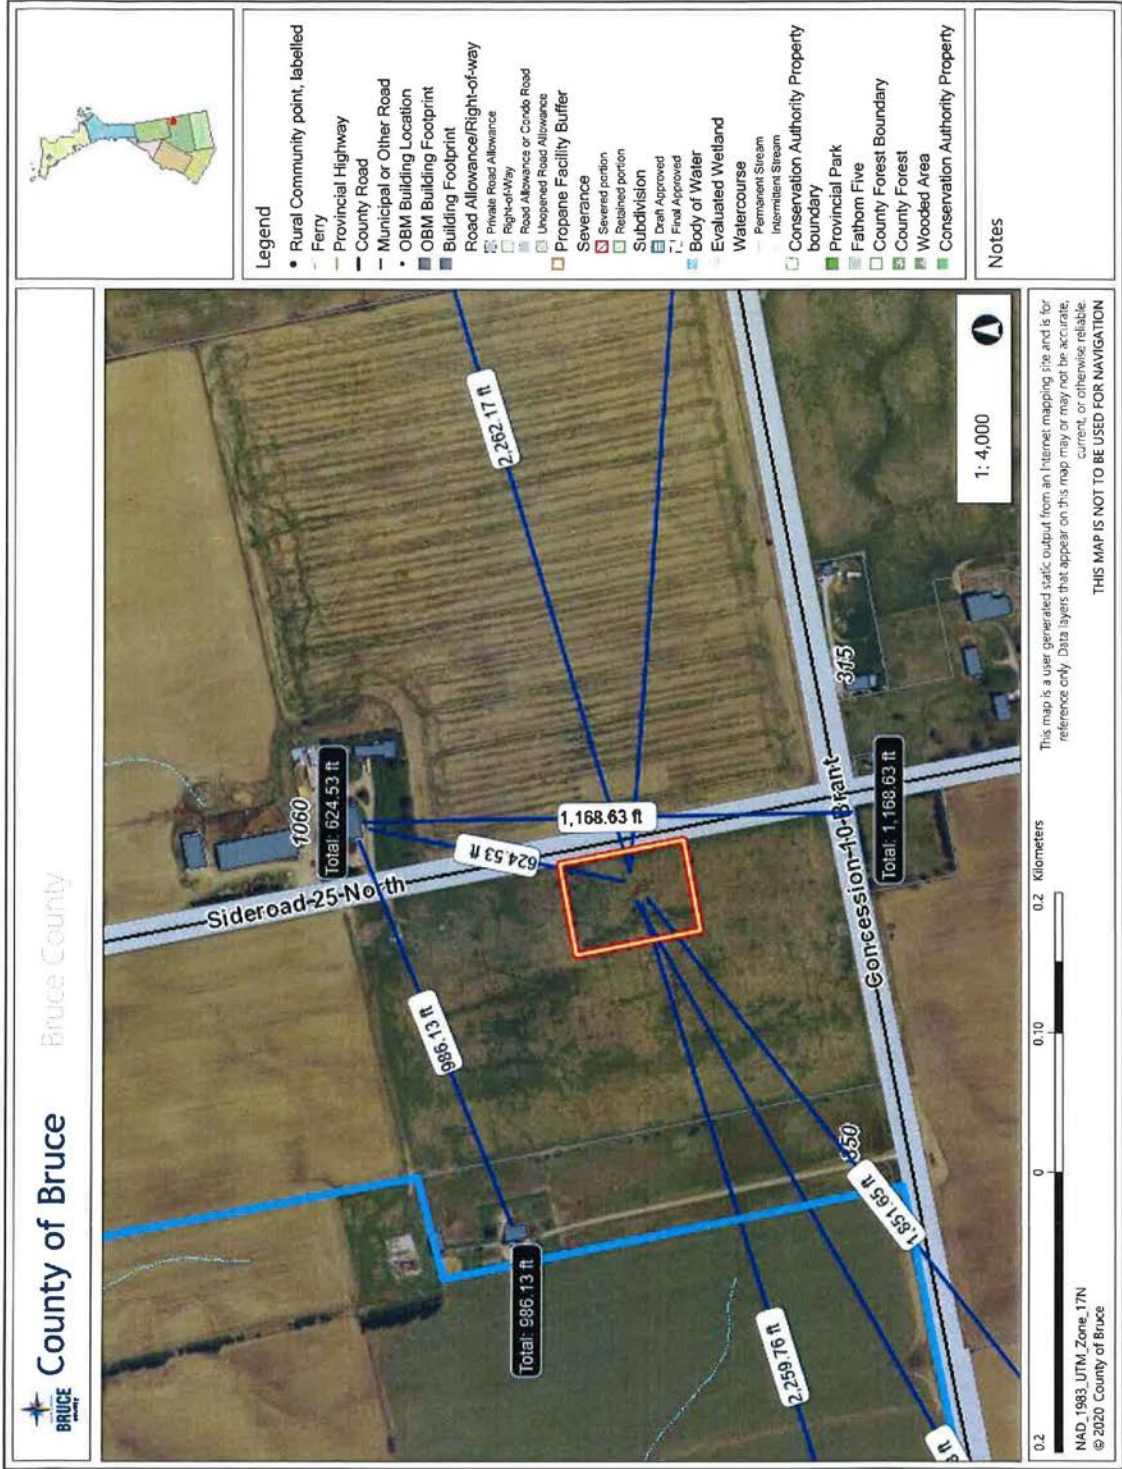 BRUCE
County of Bruce
Bruce County
Legend
Rural Community point, labelled
Ferry
Provincial Highway
County Road
Municipal or Other Road
OBM Building Location
OBM Building Footprint
Building Footprint
Road Allowance/Right-of-way
Private Road Allowance
Right-of-Way
Road Allowance or Condo Road
Unopened Road Allowance
Propane Facility Buffer
Severance
Severed portion
Retained portion
Subdivision
Draft Approved
Final Approved
Body of Water
Evaluated Wetland
Watercourse
Permanent Stream
Intermittent Stream
Conservation Authority Property
boundary
Provincial Park
Fathom Five
County Forest Boundary
County Forest
Wooded Area
Conservation Authority Property
Notes
1060
Total: 624.53 ft
Sideroad 25 North
2,262.17 ft
986.13 ft
624.53 ft
1,168.63 ft
Total: 986.13 ft
2,259.76 ft
1,851.65 ft
350
315
Concession 10 Brant
Total: 1,168.63 ft
8 ft
1: 4,000
0.2
0
0.10
0.2
Kilometers
NAD_1983_UTM_Zone_17N
© 2020 County of Bruce
This map is a user generated static output from an Internet mapping site and is for
reference only. Data layers that appear on this map may or may not be accurate,
current, or otherwise reliable.
THIS MAP IS NOT TO BE USED FOR NAVIGATION